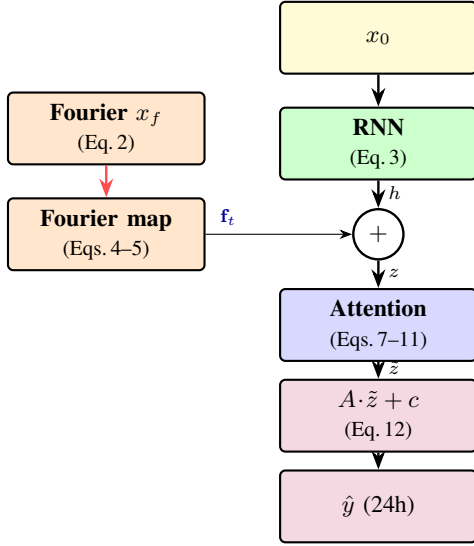 x₀
Fourier x_f
(Eq. 2)
RNN
(Eq. 3)
h
Fourier map
(Eqs. 4–5)
f_t
+
z
Attention
(Eqs. 7–11)
z̃
A·z̃ + c
(Eq. 12)
ŷ (24h)